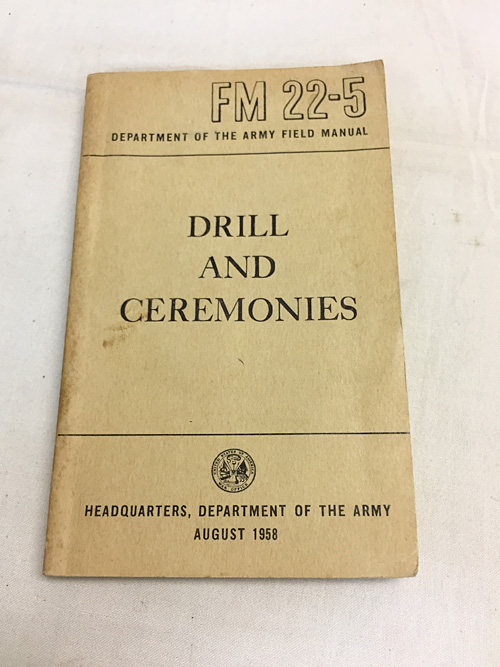 FM 22-5
DEPARTMENT OF THE ARMY FIELD MANUAL
DRILL
AND
CEREMONIES
HEADQUARTERS, DEPARTMENT OF THE ARMY
AUGUST 1958